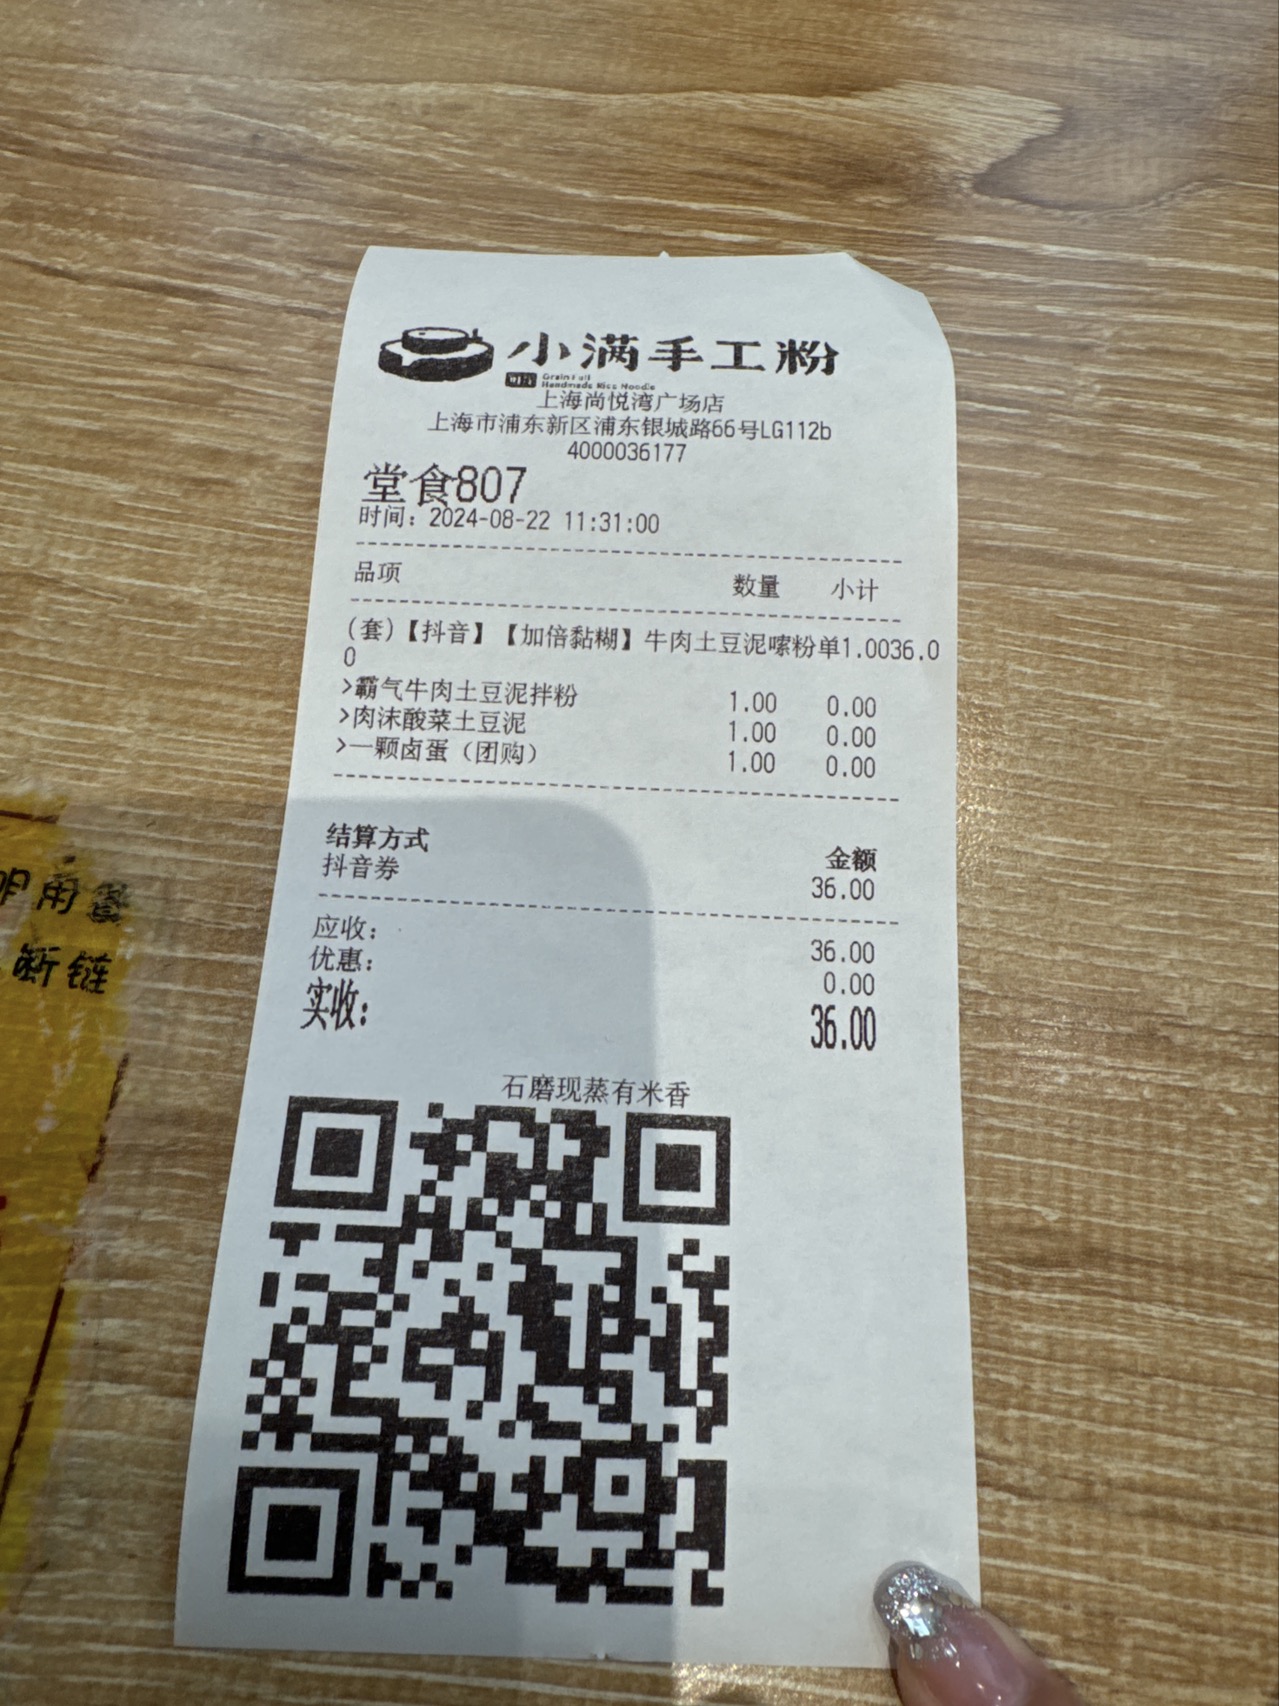 小满手工粉
Grain Full
Handmade Rice Noodle
上海尚悦湾广场店
上海市浦东新区浦东银城路66号LG112b
4000036177
堂食807
时间：2024-08-22 11:31:00
品项 数量 小计
(套)【抖音】【加倍黏糊】牛肉土豆泥嗦粉单1.0036.0
0
>霸气牛肉土豆泥拌粉 1.00 0.00
>肉沫酸菜土豆泥 1.00 0.00
>一颗卤蛋（团购） 1.00 0.00
结算方式 金额
抖音券 36.00
应收： 36.00
优惠： 0.00
实收： 36.00
石磨现蒸有米香
断链